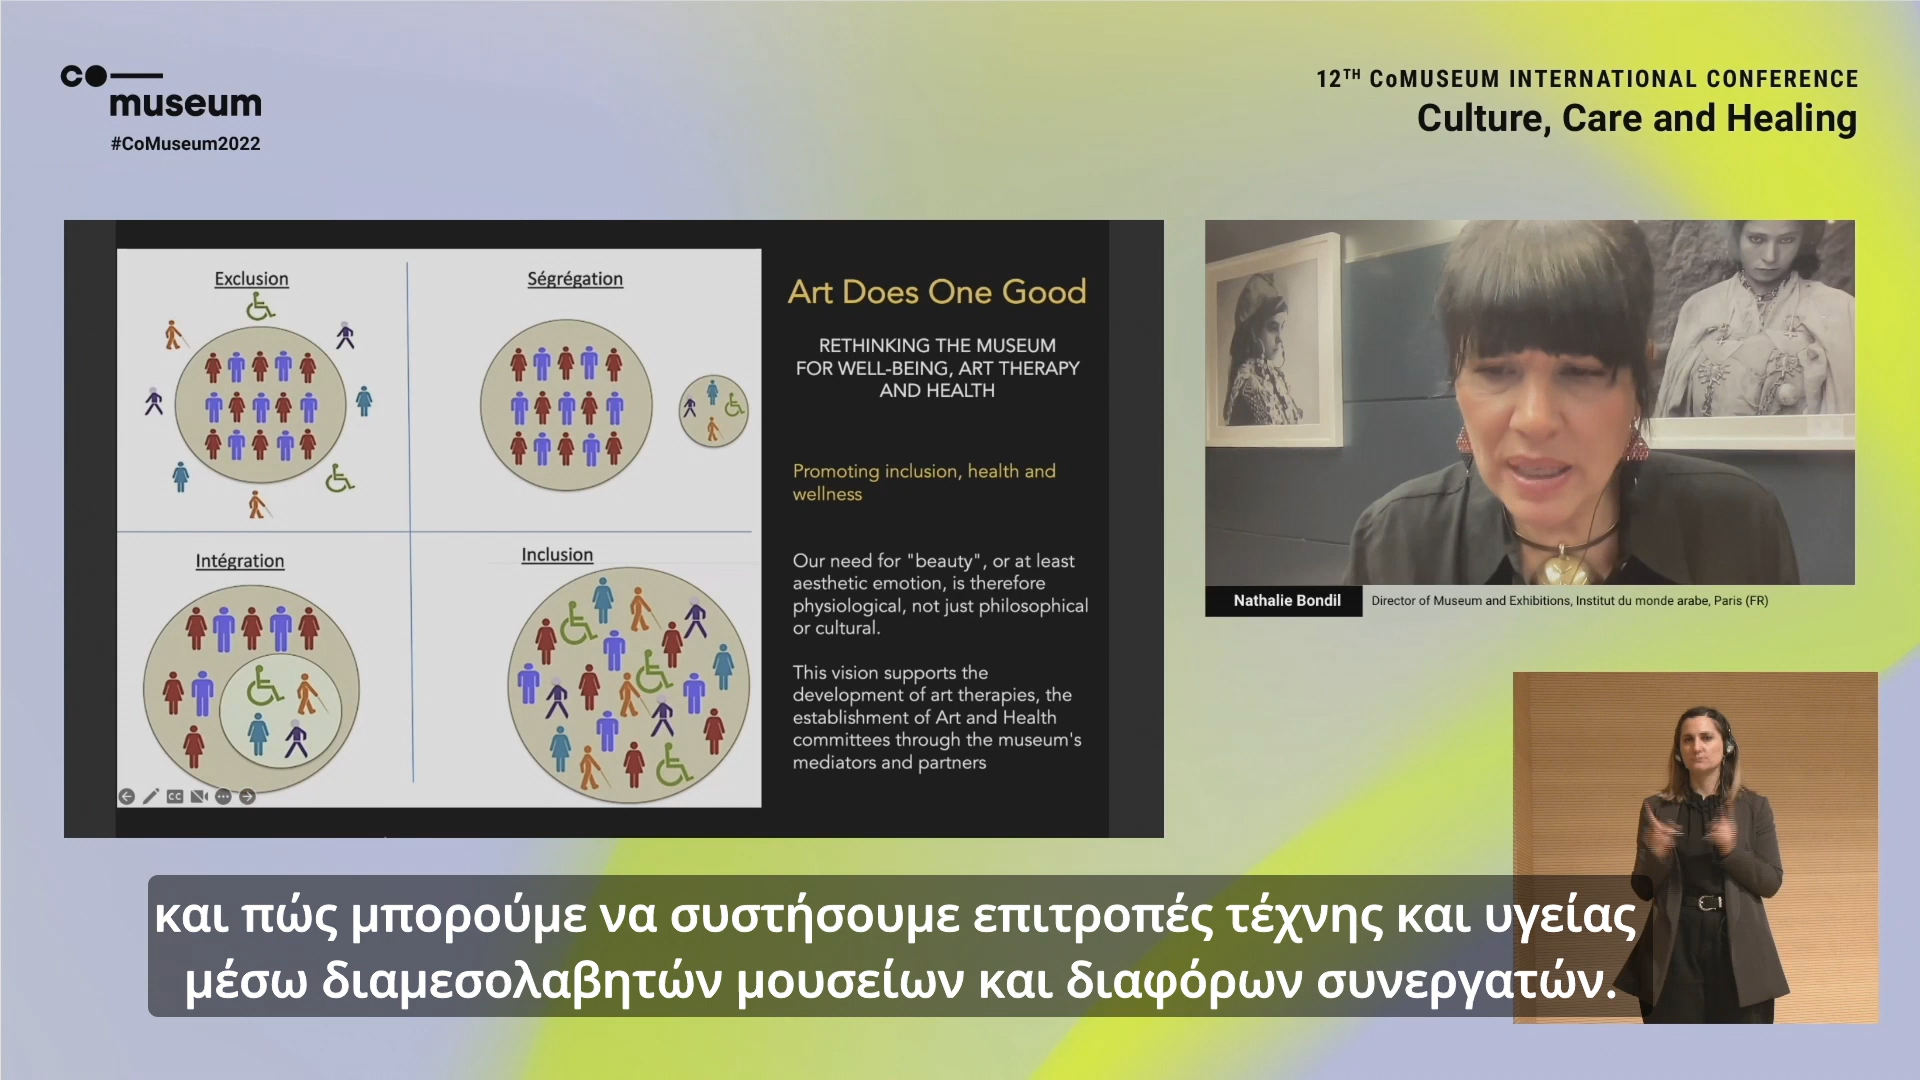 co
museum
#CoMuseum2022
12TH CoMUSEUM INTERNATIONAL CONFERENCE
Culture, Care and Healing
Exclusion
Ségrégation
Intégration
Inclusion
Art Does One Good
RETHINKING THE MUSEUM
FOR WELL-BEING, ART THERAPY
AND HEALTH
Promoting inclusion, health and
wellness
Our need for "beauty", or at least
aesthetic emotion, is therefore
physiological, not just philosophical
or cultural.
This vision supports the
development of art therapies, the
establishment of Art and Health
committees through the museum's
mediators and partners
CC
Nathalie Bondil
Director of Museum and Exhibitions, Institut du monde arabe, Paris (FR)
και πώς μπορούμε να συστήσουμε επιτροπές τέχνης και υγείας
μέσω διαμεσολαβητών μουσείων και διαφόρων συνεργατών.